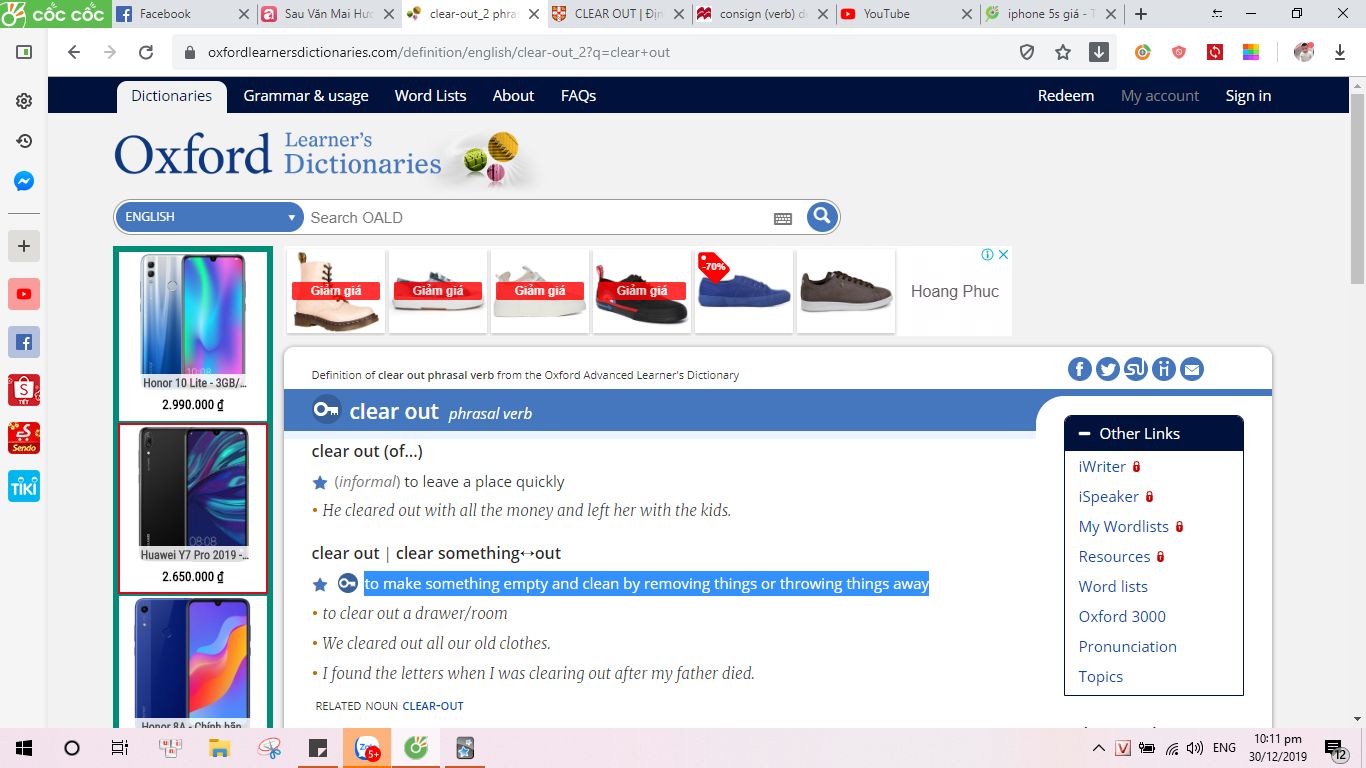 cốc cốc
Facebook
Sau Văn Mai Hươ
clear-out_2 phra
CLEAR OUT | Địn
consign (verb) d
YouTube
iphone 5s giá - T
oxfordlearnersdictionaries.com/definition/english/clear-out_2?q=clear+out
Dictionaries Grammar & usage Word Lists About FAQs Redeem My account Sign in
Oxford Learner's Dictionaries
ENGLISH
Search OALD
Giảm giá Giảm giá Giảm giá Giảm giá -70%
Hoang Phuc
Honor 10 Lite - 3GB/...
2.990.000 ₫
Huawei Y7 Pro 2019 -...
2.650.000 ₫
Honor 8A - Chính hãn
TẾT
Sendo
TIKI
Definition of clear out phrasal verb from the Oxford Advanced Learner's Dictionary
clear out phrasal verb
clear out (of…)
(informal) to leave a place quickly
• He cleared out with all the money and left her with the kids.
clear out | clear something↔out
to make something empty and clean by removing things or throwing things away
• to clear out a drawer/room
• We cleared out all our old clothes.
• I found the letters when I was clearing out after my father died.
RELATED NOUN CLEAR-OUT
Other Links
iWriter
iSpeaker
My Wordlists
Resources
Word lists
Oxford 3000
Pronunciation
Topics
Zalo
5+
V
ENG
10:11 pm
30/12/2019
12